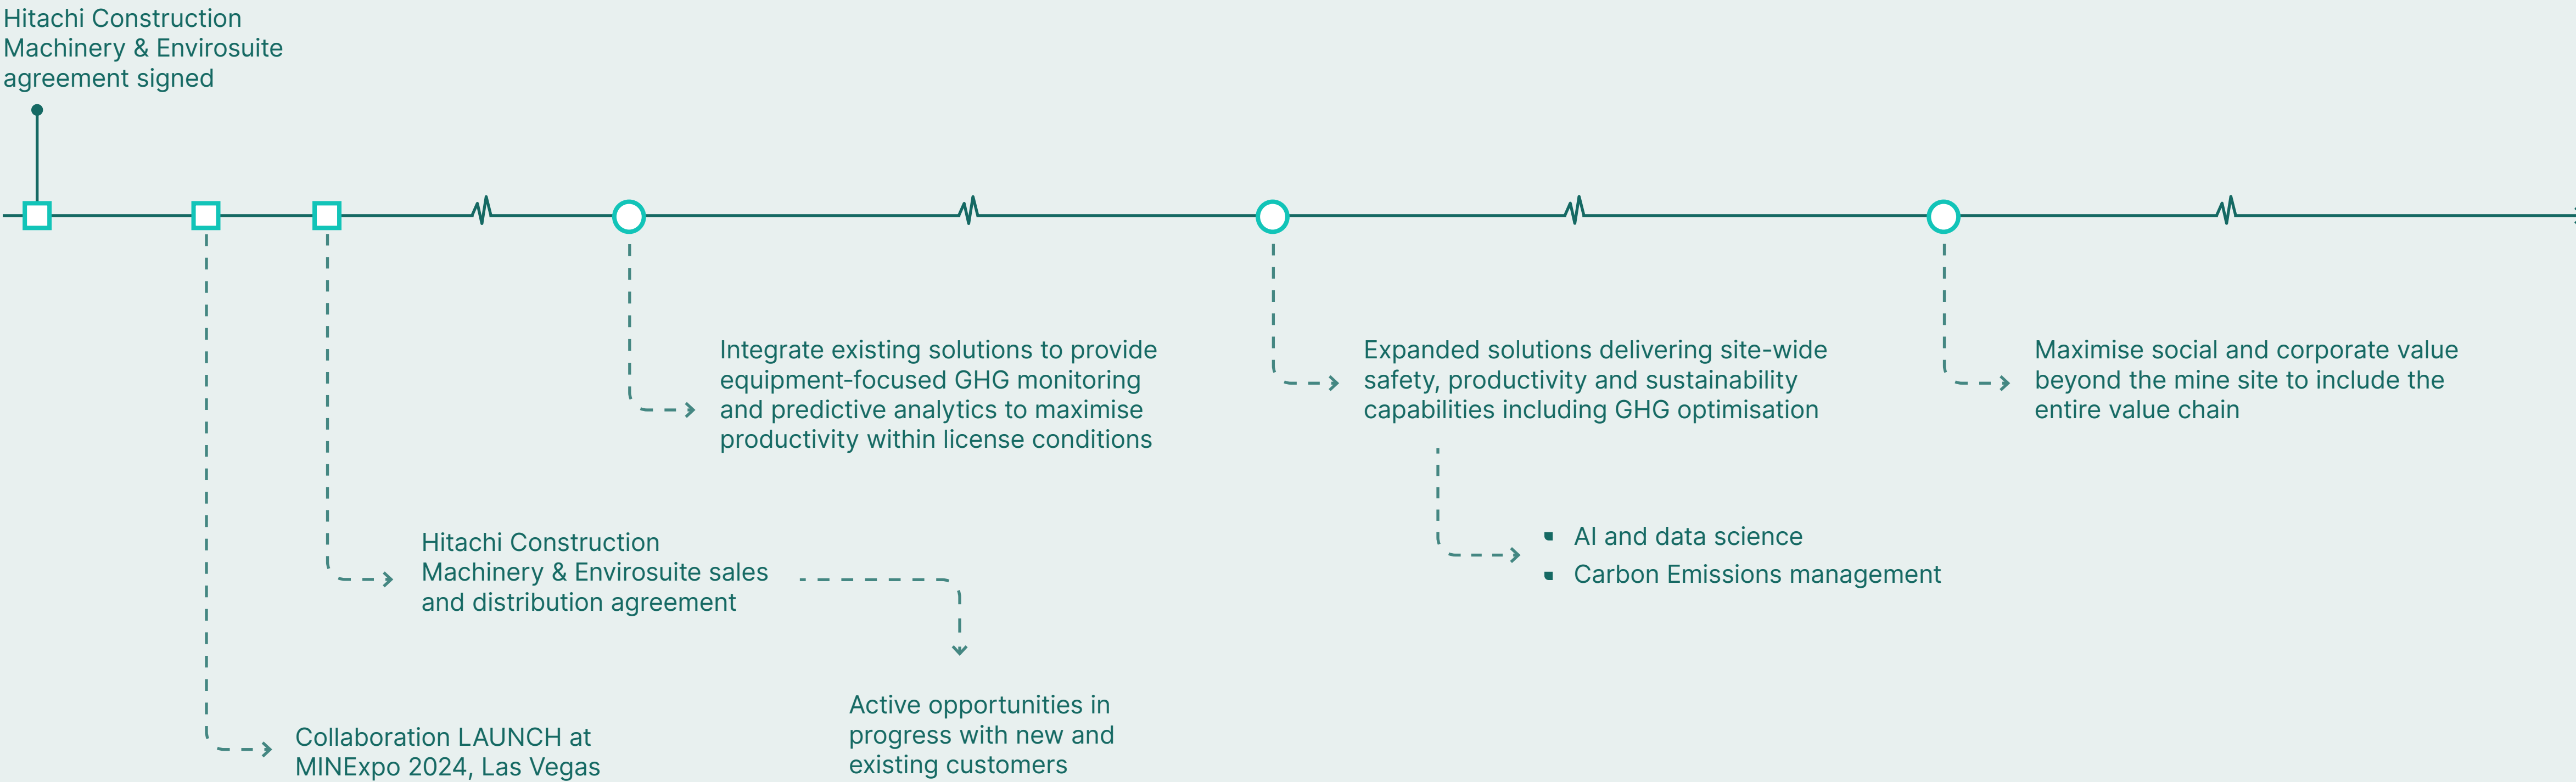 Hitachi Construction
Machinery & Envirosuite
agreement signed
Integrate existing solutions to provide
equipment-focused GHG monitoring
and predictive analytics to maximise
productivity within license conditions
Expanded solutions delivering site-wide
safety, productivity and sustainability
capabilities including GHG optimisation
Maximise social and corporate value
beyond the mine site to include the
entire value chain
Hitachi Construction
Machinery & Envirosuite sales
and distribution agreement
AI and data science
Carbon Emissions management
Active opportunities in
progress with new and
existing customers
Collaboration LAUNCH at
MINExpo 2024, Las Vegas